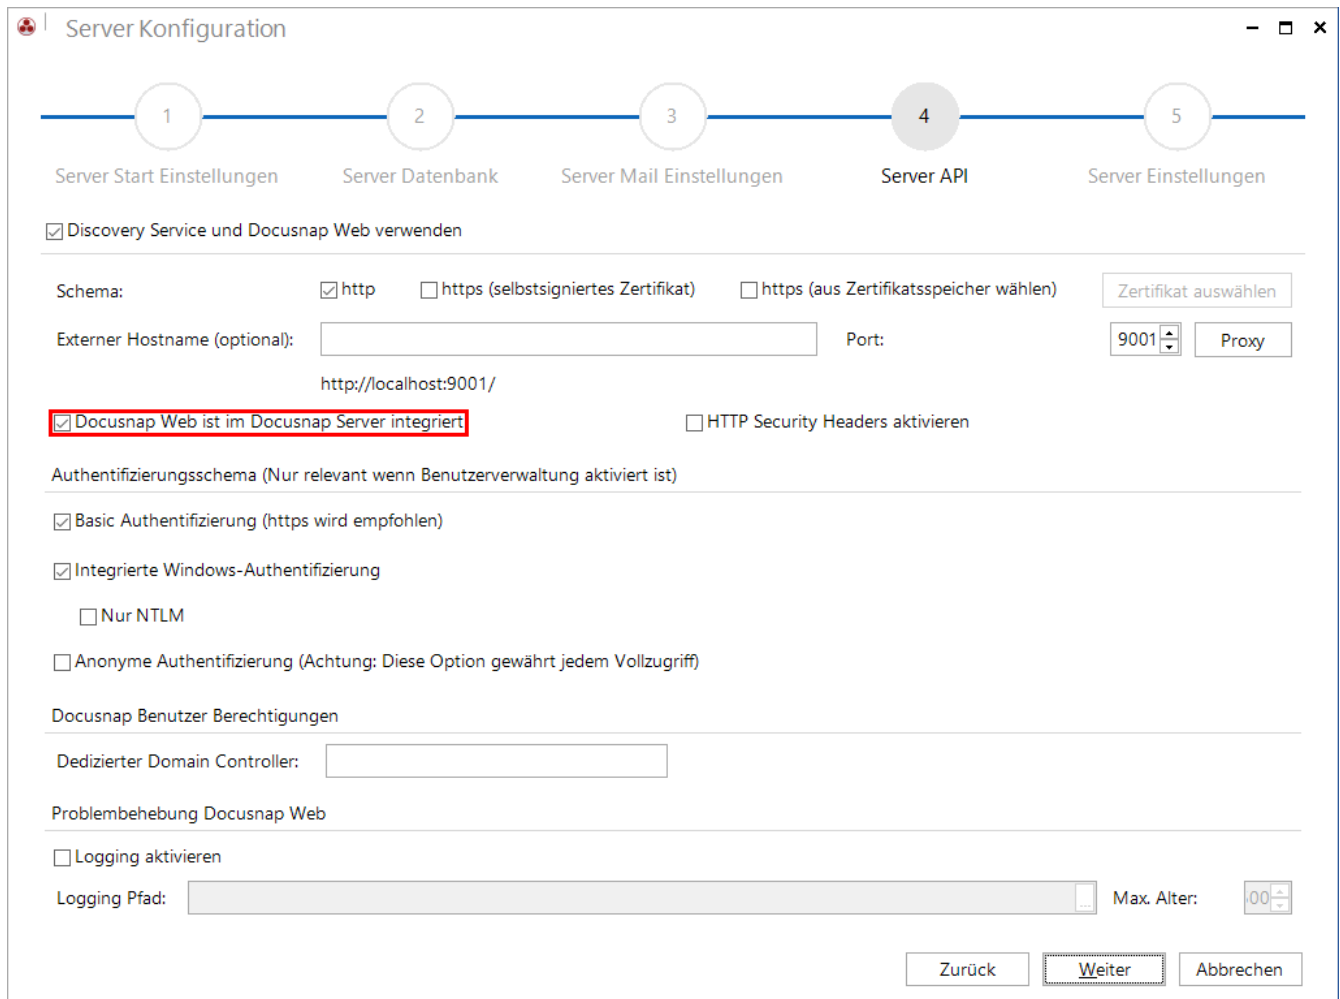 Server Konfiguration
1 2 3 4 5
Server Start Einstellungen Server Datenbank Server Mail Einstellungen Server API Server Einstellungen
Discovery Service und Docusnap Web verwenden
Schema: http https (selbstsigniertes Zertifikat) https (aus Zertifikatsspeicher wählen) Zertifikat auswählen
Externer Hostname (optional): Port: 9001 Proxy
http://localhost:9001/
Docusnap Web ist im Docusnap Server integriert HTTP Security Headers aktivieren
Authentifizierungsschema (Nur relevant wenn Benutzerverwaltung aktiviert ist)
Basic Authentifizierung (https wird empfohlen)
Integrierte Windows-Authentifizierung
Nur NTLM
Anonyme Authentifizierung (Achtung: Diese Option gewährt jedem Vollzugriff)
Docusnap Benutzer Berechtigungen
Dedizierter Domain Controller:
Problembehebung Docusnap Web
Logging aktivieren
Logging Pfad: ... Max. Alter:
Zurück Weiter Abbrechen